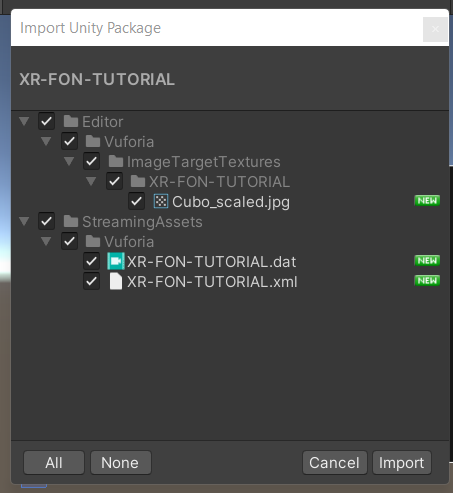 Import Unity Package
XR-FON-TUTORIAL
Editor
Vuforia
ImageTargetTextures
XR-FON-TUTORIAL
Cubo_scaled.jpg NEW
StreamingAssets
Vuforia
XR-FON-TUTORIAL.dat NEW
XR-FON-TUTORIAL.xml NEW
All None Cancel Import